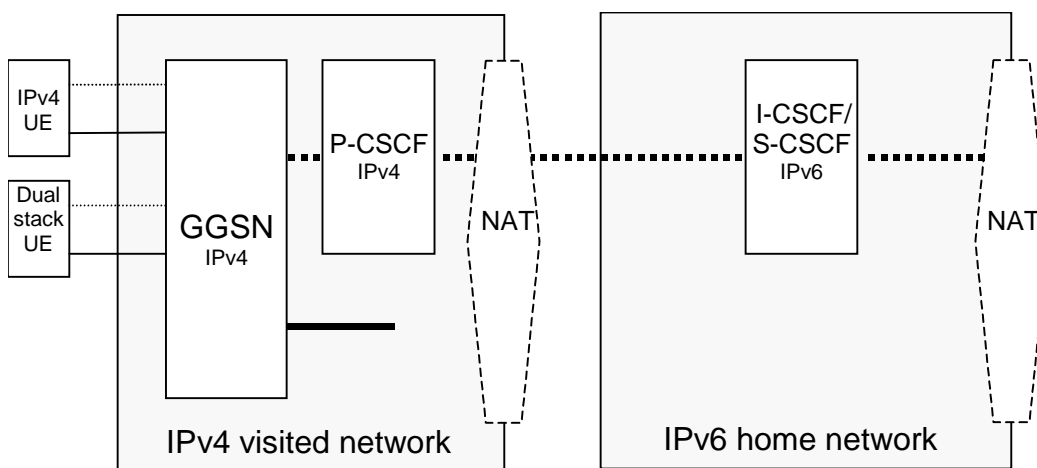 IPv4
UE
Dual
stack
UE
GGSN
IPv4
P-CSCF
IPv4
NAT
IPv4 visited network
I-CSCF/
S-CSCF
IPv6
NAT
IPv6 home network